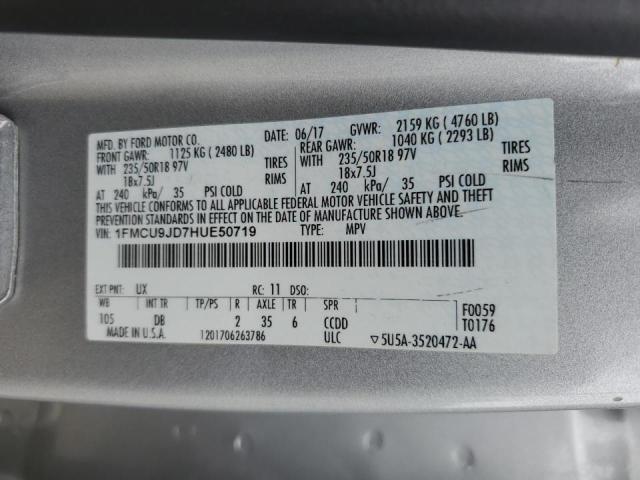 MFD. BY FORD MOTOR CO.
DATE: 06/17 GVWR: 2159 KG ( 4760 LB)
FRONT GAWR: 1125 KG ( 2480 LB) REAR GAWR: 1040 KG ( 2293 LB)
WITH 235/50R18 97V TIRES WITH 235/50R18 97V TIRES
18x7.5J RIMS 18x7.5J RIMS
AT 240 kPa/ 35 PSI COLD AT 240 kPa/ 35 PSI COLD
THIS VEHICLE CONFORMS TO ALL APPLICABLE FEDERAL MOTOR VEHICLE SAFETY AND THEFT
PREVENTION STANDARDS IN EFFECT ON THE DATE OF MANUFACTURE SHOWN ABOVE.
VIN: 1FMCU9JD7HUE50719 TYPE: MPV
EXT PNT: UX RC: 11 DSO:
WB INT TR TP/PS R AXLE TR SPR F0059
105 DB 2 35 6 CCDD T0176
MADE IN U.S.A. 1201706263786 ULC ▽5U5A-3520472-AA